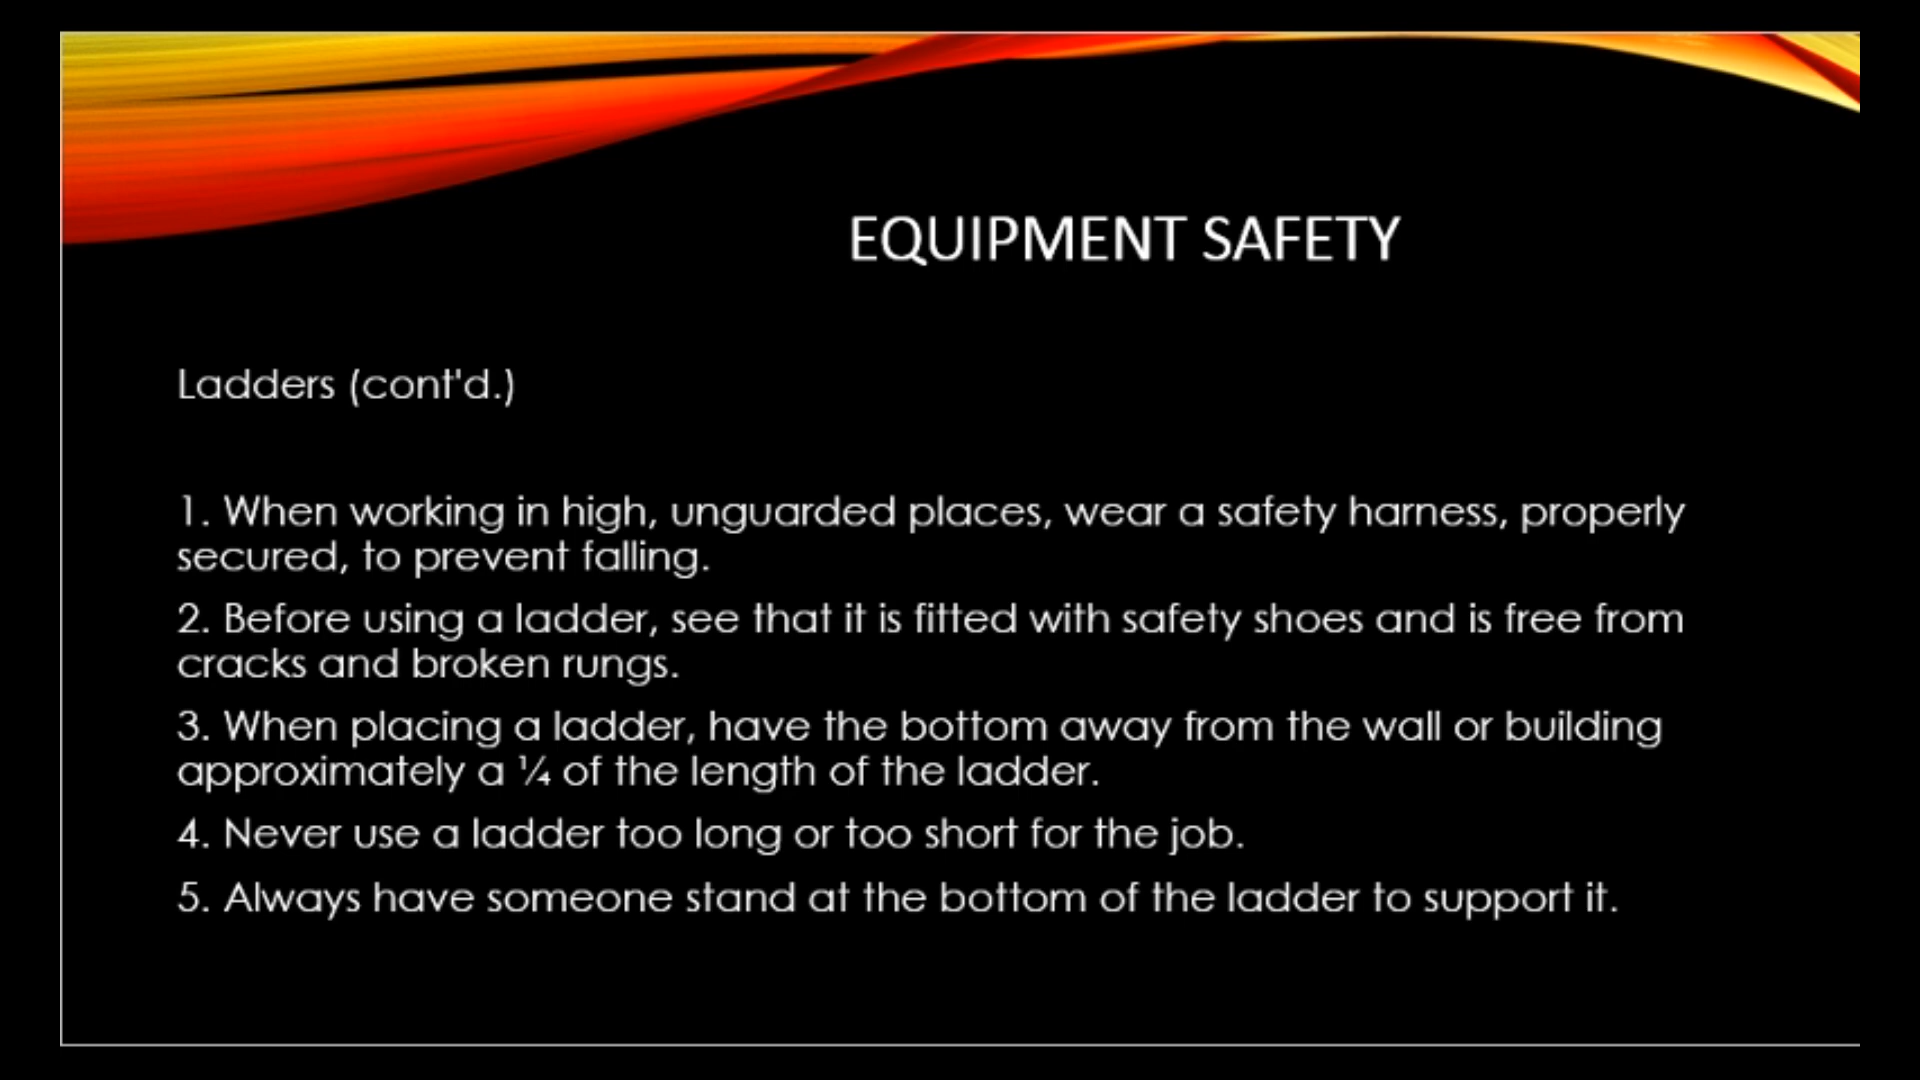 EQUIPMENT SAFETY
Ladders (cont'd.)
1. When working in high, unguarded places, wear a safety harness, properly
secured, to prevent falling.
2. Before using a ladder, see that it is fitted with safety shoes and is free from
cracks and broken rungs.
3. When placing a ladder, have the bottom away from the wall or building
approximately a ¼ of the length of the ladder.
4. Never use a ladder too long or too short for the job.
5. Always have someone stand at the bottom of the ladder to support it.